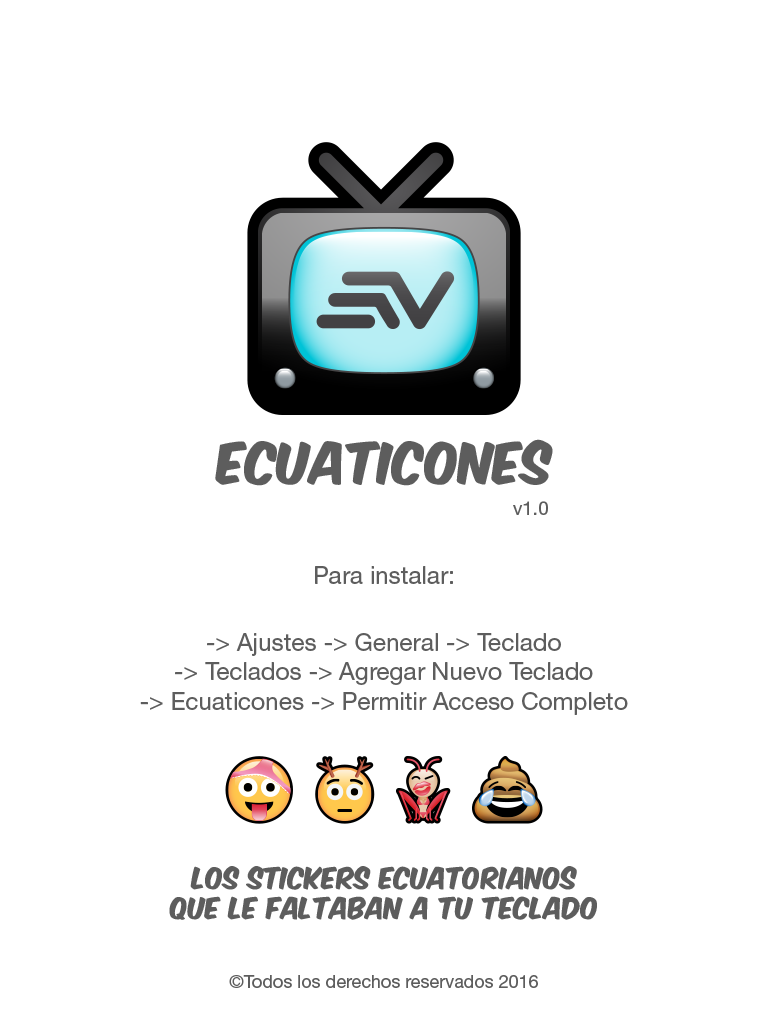 ECUATICONES
v1.0
Para instalar:
-> Ajustes -> General -> Teclado
-> Teclados -> Agregar Nuevo Teclado
-> Ecuaticones -> Permitir Acceso Completo
LOS STICKERS ECUATORIANOS
QUE LE FALTABAN A TU TECLADO
©Todos los derechos reservados 2016